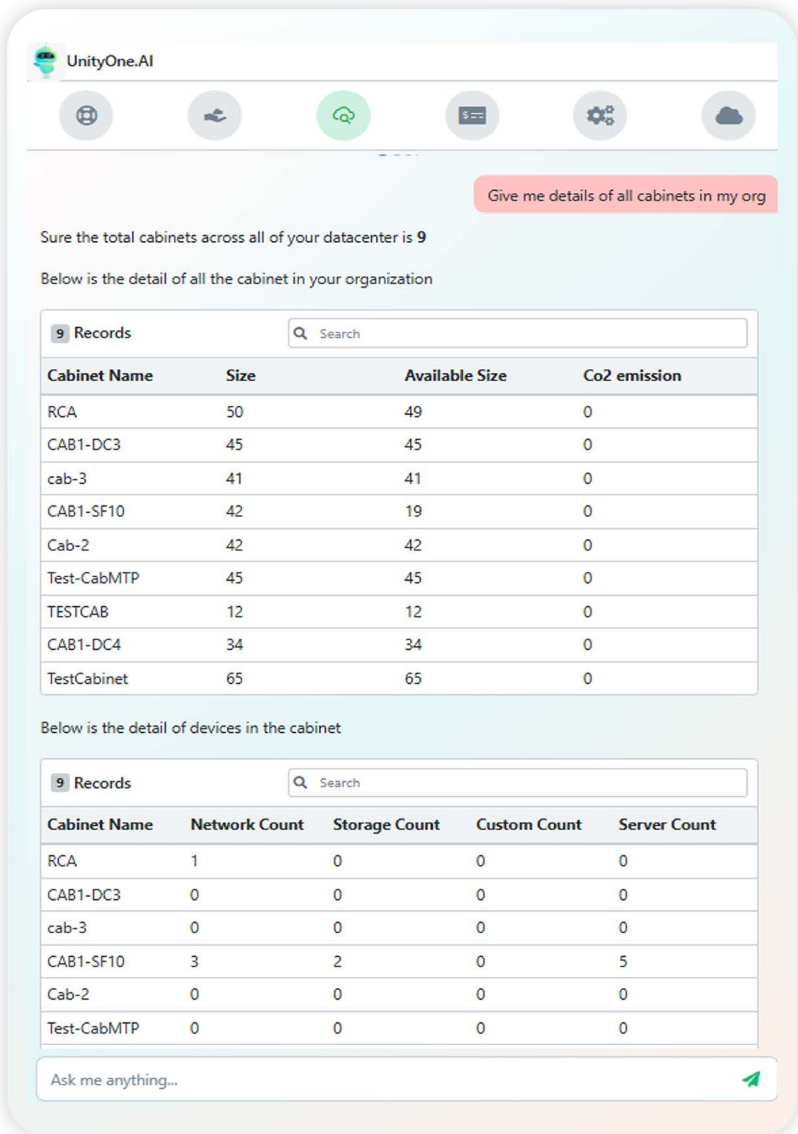 UnityOne.AI
Give me details of all cabinets in my org
Sure the total cabinets across all of your datacenter is 9
Below is the detail of all the cabinet in your organization
9 Records Search
Cabinet Name Size Available Size Co2 emission
RCA 50 49 0
CAB1-DC3 45 45 0
cab-3 41 41 0
CAB1-SF10 42 19 0
Cab-2 42 42 0
Test-CabMTP 45 45 0
TESTCAB 12 12 0
CAB1-DC4 34 34 0
TestCabinet 65 65 0
Below is the detail of devices in the cabinet
9 Records Search
Cabinet Name Network Count Storage Count Custom Count Server Count
RCA 1 0 0 0
CAB1-DC3 0 0 0 0
cab-3 0 0 0 0
CAB1-SF10 3 2 0 5
Cab-2 0 0 0 0
Test-CabMTP 0 0 0 0
Ask me anything...